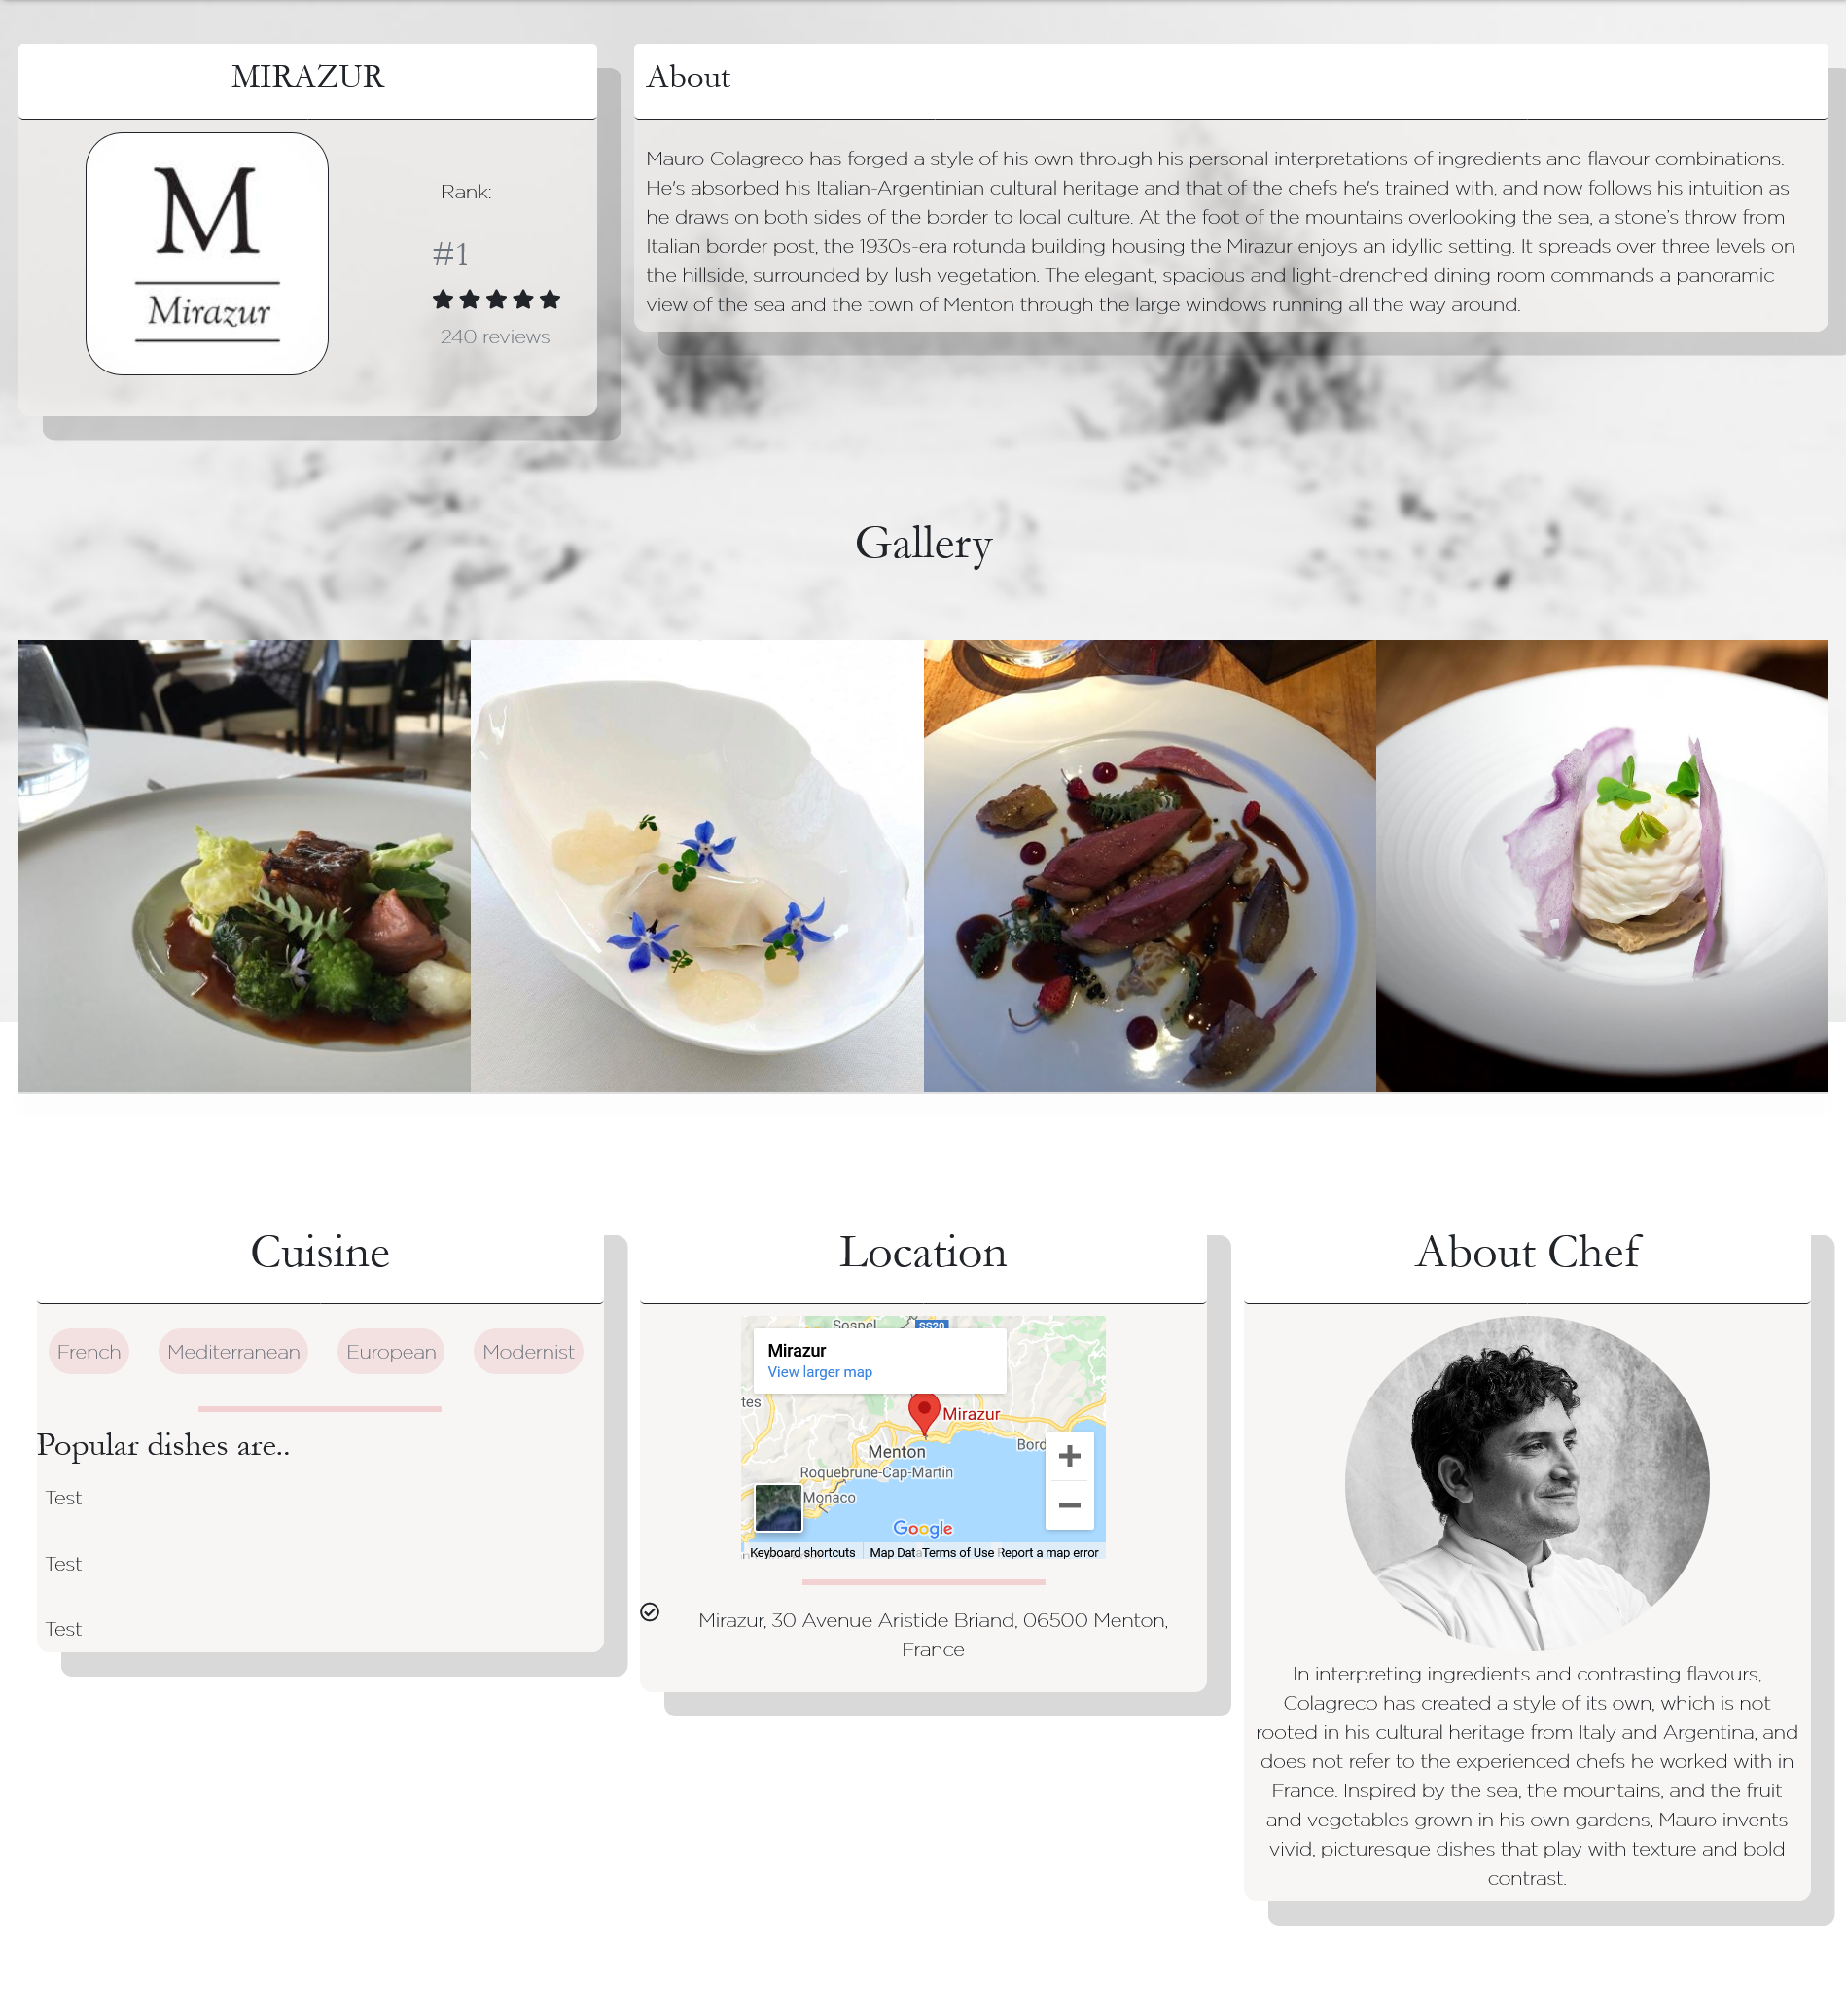 MIRAZUR
M
Mirazur
Rank:
#1
240 reviews
About
Mauro Colagreco has forged a style of his own through his personal interpretations of ingredients and flavour combinations.
He's absorbed his Italian-Argentinian cultural heritage and that of the chefs he's trained with, and now follows his intuition as
he draws on both sides of the border to local culture. At the foot of the mountains overlooking the sea, a stone's throw from
Italian border post, the 1930s-era rotunda building housing the Mirazur enjoys an idyllic setting. It spreads over three levels on
the hillside, surrounded by lush vegetation. The elegant, spacious and light-drenched dining room commands a panoramic
view of the sea and the town of Menton through the large windows running all the way around.
Gallery
Cuisine
French Mediterranean European Modernist
Popular dishes are..
Test
Test
Test
Location
Sospel
SS20
Mirazur
View larger map
tes
Mirazur
Menton
Bord
Roquebrune-Cap-Martin
Monaco
Google
Keyboard shortcuts Map Dat Terms of Use Report a map error
Mirazur, 30 Avenue Aristide Briand, 06500 Menton,
France
About Chef
In interpreting ingredients and contrasting flavours,
Colagreco has created a style of its own, which is not
rooted in his cultural heritage from Italy and Argentina, and
does not refer to the experienced chefs he worked with in
France. Inspired by the sea, the mountains, and the fruit
and vegetables grown in his own gardens, Mauro invents
vivid, picturesque dishes that play with texture and bold
contrast.